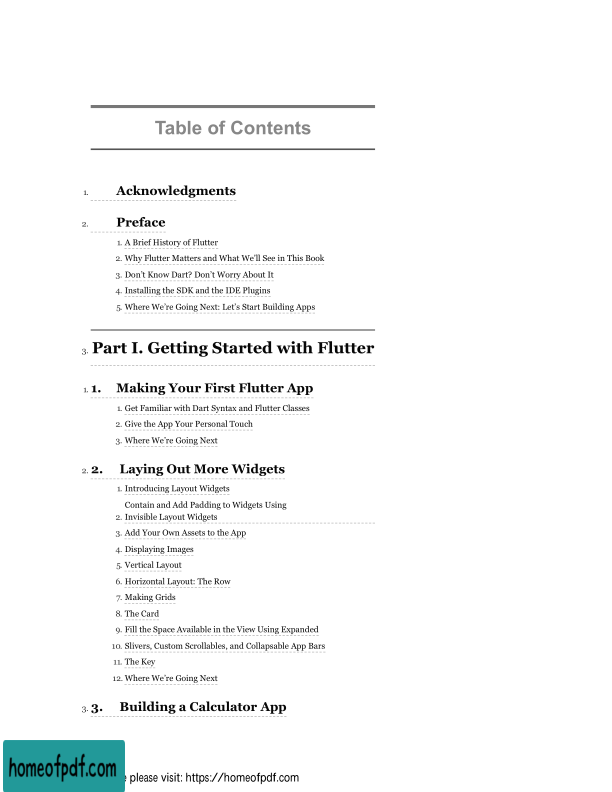 Table of Contents
1. Acknowledgments
2. Preface
1. A Brief History of Flutter
2. Why Flutter Matters and What We'll See in This Book
3. Don't Know Dart? Don't Worry About It
4. Installing the SDK and the IDE Plugins
5. Where We're Going Next: Let's Start Building Apps
3. Part I. Getting Started with Flutter
1. 1. Making Your First Flutter App
1. Get Familiar with Dart Syntax and Flutter Classes
2. Give the App Your Personal Touch
3. Where We're Going Next
2. 2. Laying Out More Widgets
1. Introducing Layout Widgets
Contain and Add Padding to Widgets Using
2. Invisible Layout Widgets
3. Add Your Own Assets to the App
4. Displaying Images
5. Vertical Layout
6. Horizontal Layout: The Row
7. Making Grids
8. The Card
9. Fill the Space Available in the View Using Expanded
10. Slivers, Custom Scrollables, and Collapsable App Bars
11. The Key
12. Where We're Going Next
3. 3. Building a Calculator App
homeofpdf.com
please visit: https://homeofpdf.com